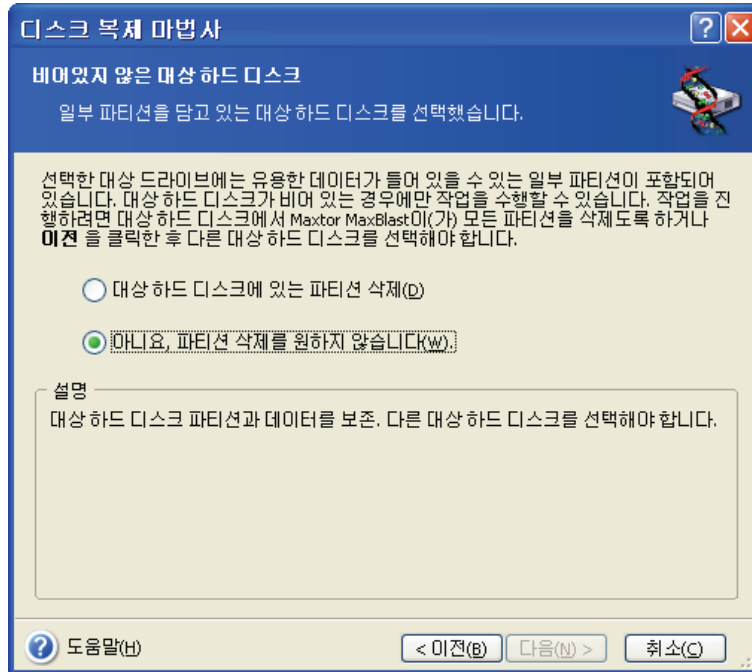 디스크 복제 마법사
비어있지 않은 대상 하드 디스크
일부 파티션을 담고 있는 대상 하드 디스크를 선택했습니다.
선택한 대상 드라이브에는 유용한 데이터가 들어 있을 수 있는 일부 파티션이 포함되어
있습니다. 대상 하드 디스크가 비어 있는 경우에만 작업을 수행할 수 있습니다. 작업을 진
행하려면 대상 하드 디스크에서 Maxtor MaxBlast이(가) 모든 파티션을 삭제도록 하거나
이전 을 클릭한 후 다른 대상 하드 디스크를 선택해야 합니다.
대상 하드 디스크에 있는 파티션 삭제(D)
아니요, 파티션 삭제를 원하지 않습니다(W).
설명
대상 하드 디스크 파티션과 데이터를 보존. 다른 대상 하드 디스크를 선택해야 합니다.
도움말(H)
< 이전(B)
다음(N) >
취소(C)